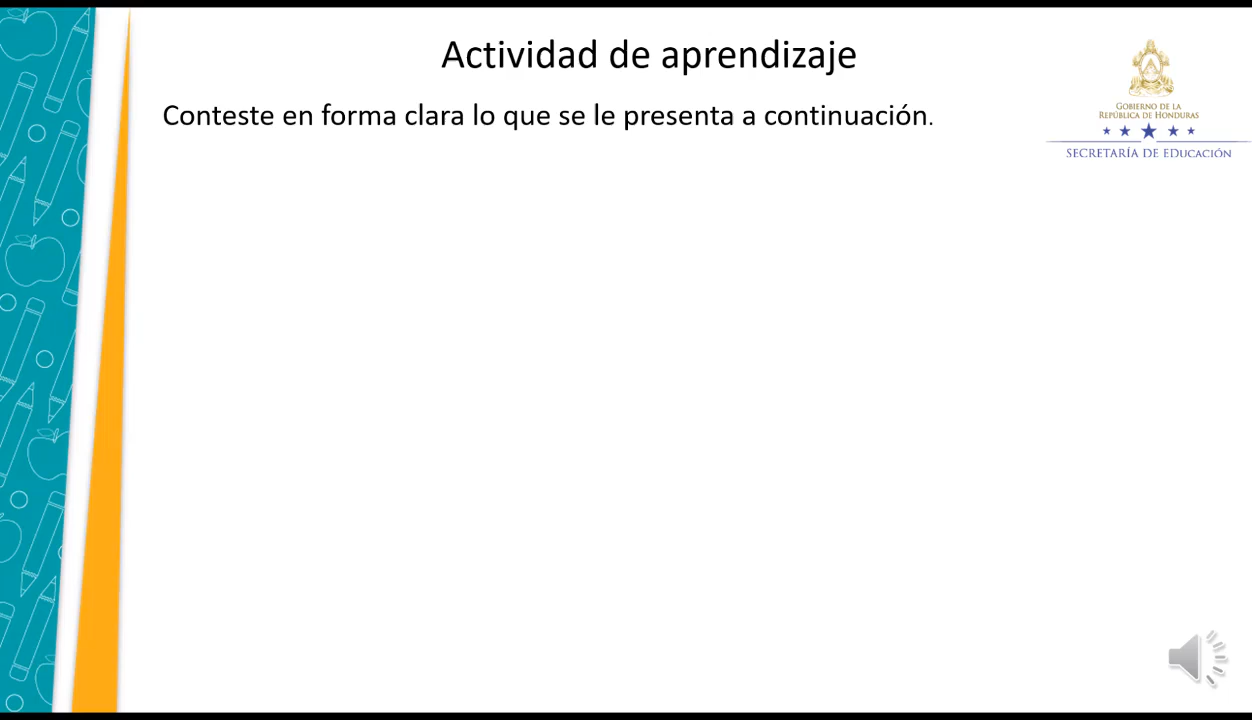 Actividad de aprendizaje
Conteste en forma clara lo que se le presenta a continuación.
GOBIERNO DE LA
REPÚBLICA DE HONDURAS
SECRETARÍA DE EDUCACIÓN